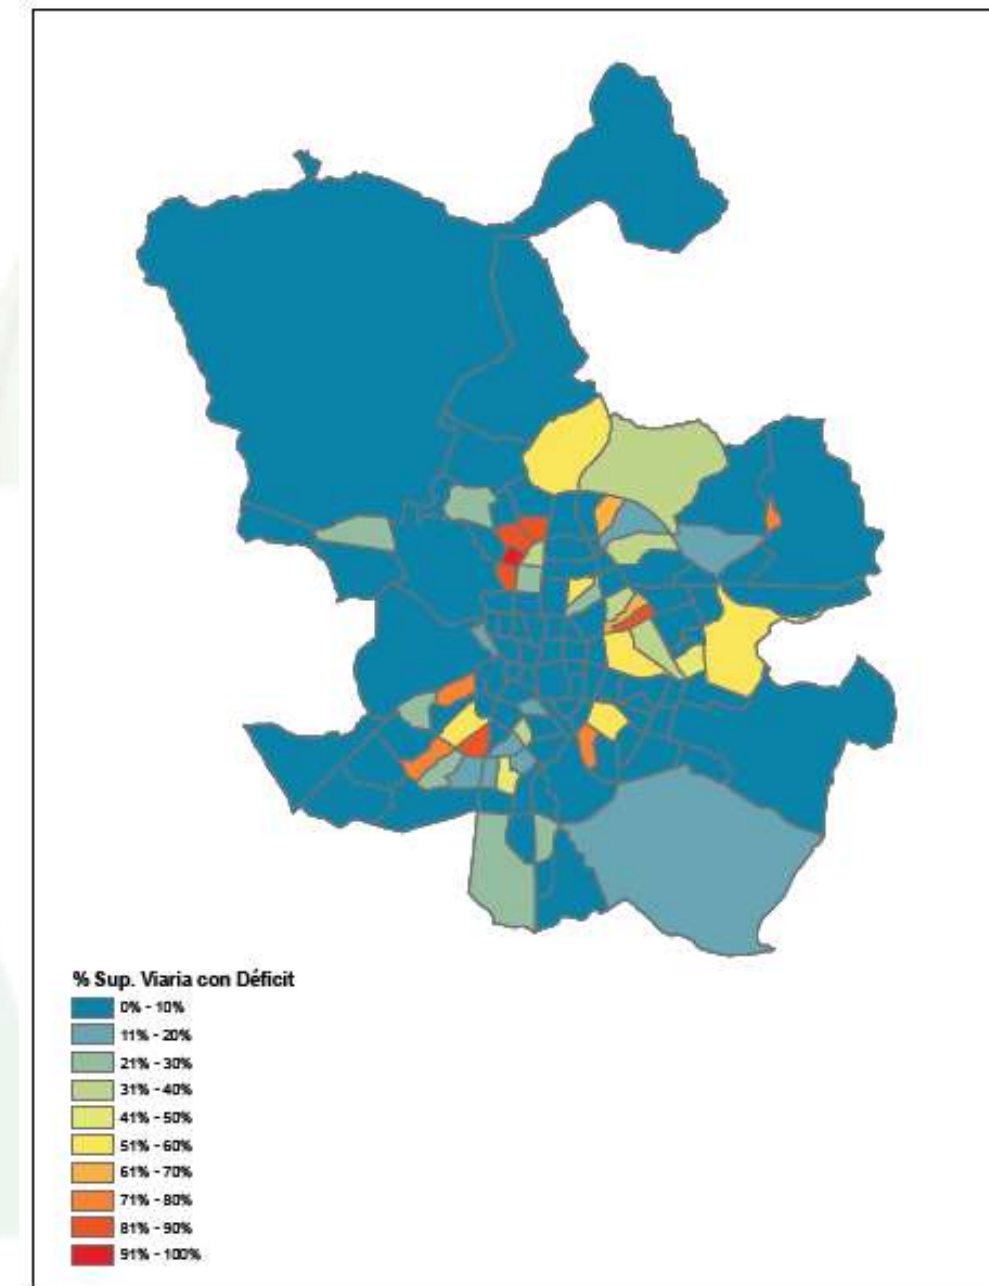 % Sup. Viaria con Déficit
0% - 10%
11% - 20%
21% - 30%
31% - 40%
41% - 50%
51% - 60%
61% - 70%
71% - 80%
81% - 90%
91% - 100%